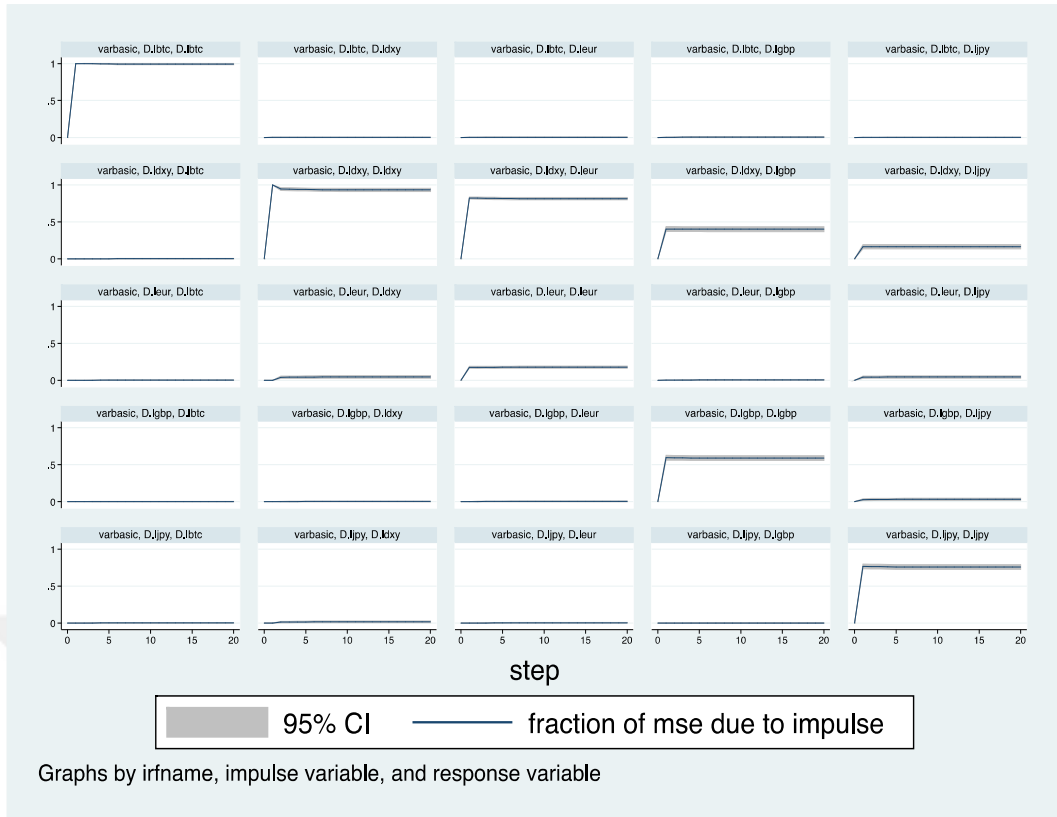 varbasic, D.lbtc, D.lbtc varbasic, D.lbtc, D.ldxy varbasic, D.lbtc, D.leur varbasic, D.lbtc, D.lgbp varbasic, D.lbtc, D.ljpy
1
.5
0
varbasic, D.ldxy, D.lbtc varbasic, D.ldxy, D.ldxy varbasic, D.ldxy, D.leur varbasic, D.ldxy, D.lgbp varbasic, D.ldxy, D.ljpy
1
.5
0
varbasic, D.leur, D.lbtc varbasic, D.leur, D.ldxy varbasic, D.leur, D.leur varbasic, D.leur, D.lgbp varbasic, D.leur, D.ljpy
1
.5
0
varbasic, D.lgbp, D.lbtc varbasic, D.lgbp, D.ldxy varbasic, D.lgbp, D.leur varbasic, D.lgbp, D.lgbp varbasic, D.lgbp, D.ljpy
1
.5
0
varbasic, D.ljpy, D.lbtc varbasic, D.ljpy, D.ldxy varbasic, D.ljpy, D.leur varbasic, D.ljpy, D.lgbp varbasic, D.ljpy, D.ljpy
1
.5
0
0 5 10 15 20 0 5 10 15 20 0 5 10 15 20 0 5 10 15 20 0 5 10 15 20
step
95% CI fraction of mse due to impulse
Graphs by irfname, impulse variable, and response variable